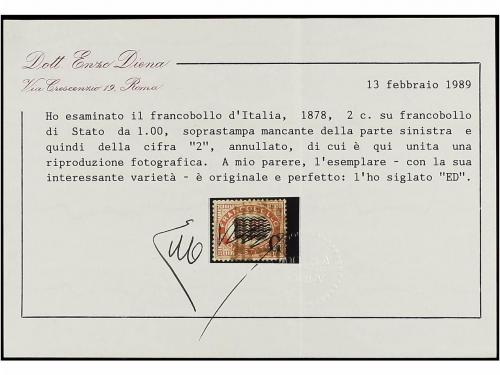 Dott. Enzo Diena
Via Crescenzio 19, Roma
13 febbraio 1989
Ho esaminato il francobollo d'Italia, 1878, 2 c. su francobollo
di Stato da 1.00, soprastampa mancante della parte sinistra e
quindi della cifra "2", annullato, di cui è qui unita una
riproduzione fotografica. A mio parere, l'esemplare - con la sua
interessante varietà - è originale e perfetto: l'ho siglato "ED".